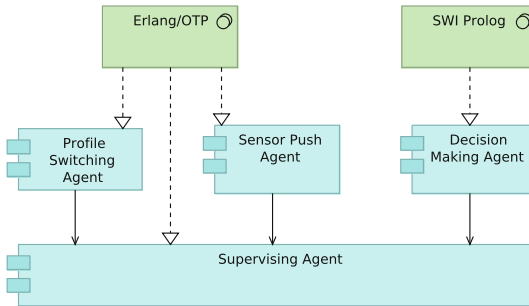 Erlang/OTP
SWI Prolog
Profile
Switching
Agent
Sensor Push
Agent
Decision
Making Agent
Supervising Agent